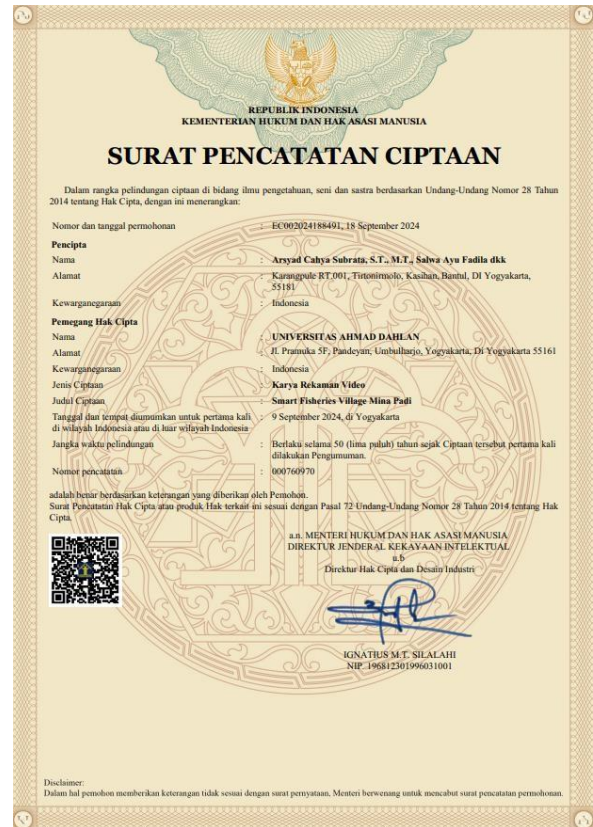 REPUBLIK INDONESIA
KEMENTERIAN HUKUM DAN HAK ASASI MANUSIA
SURAT PENCATATAN CIPTAAN
Dalam rangka pelindungan ciptaan di bidang ilmu pengetahuan, seni dan sastra berdasarkan Undang-Undang Nomor 28 Tahun
2014 tentang Hak Cipta, dengan ini menerangkan:
Nomor dan tanggal permohonan : EC002024188491, 18 September 2024
Pencipta
Nama : Arsyad Cahya Subrata, S.T., M.T., Salwa Ayu Fadila dkk
Alamat : Karangpule RT.001, Tirtonirmolo, Kasihan, Bantul, DI Yogyakarta,
55181
Kewarganegaraan : Indonesia
Pemegang Hak Cipta
Nama : UNIVERSITAS AHMAD DAHLAN
Alamat : Jl. Pramuka 5F, Pandeyan, Umbulharjo, Yogyakarta, Di Yogyakarta 55161
Kewarganegaraan : Indonesia
Jenis Ciptaan : Karya Rekaman Video
Judul Ciptaan : Smart Fisheries Village Mina Padi
Tanggal dan tempat diumumkan untuk pertama kali : 9 September 2024, di Yogyakarta
di wilayah Indonesia atau di luar wilayah Indonesia
Jangka waktu pelindungan : Berlaku selama 50 (lima puluh) tahun sejak Ciptaan tersebut pertama kali
dilakukan Pengumuman.
Nomor pencatatan : 000760970
adalah benar berdasarkan keterangan yang diberikan oleh Pemohon.
Surat Pencatatan Hak Cipta atau produk Hak terkait ini sesuai dengan Pasal 72 Undang-Undang Nomor 28 Tahun 2014 tentang Hak
Cipta.
a.n. MENTERI HUKUM DAN HAK ASASI MANUSIA
DIREKTUR JENDERAL KEKAYAAN INTELEKTUAL
u.b
Direktur Hak Cipta dan Desain Industri
IGNATIUS M.T. SILALAHI
NIP. 196812301996031001
Disclaimer:
Dalam hal pemohon memberikan keterangan tidak sesuai dengan surat pernyataan, Menteri berwenang untuk mencabut surat pencatatan permohonan.